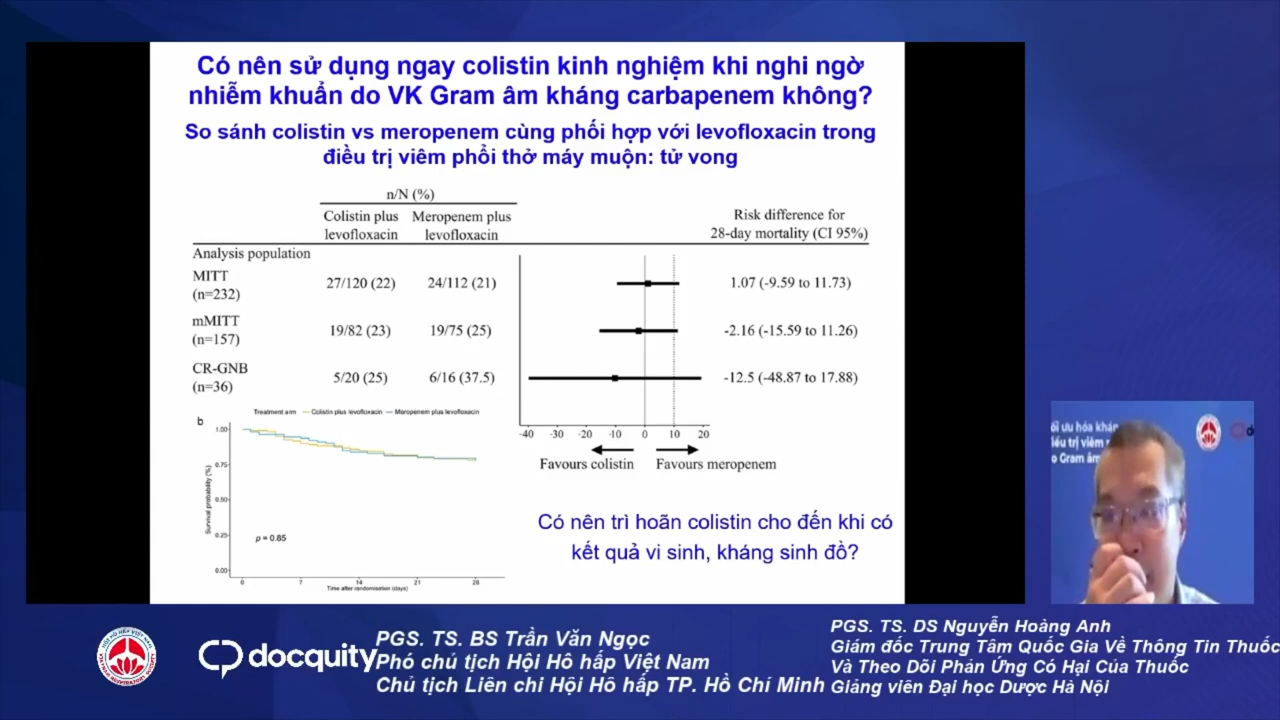 Có nên sử dụng ngay colistin kinh nghiệm khi nghi ngờ
nhiễm khuẩn do VK Gram âm kháng carbapenem không?
So sánh colistin vs meropenem cùng phối hợp với levofloxacin trong
điều trị viêm phổi thở máy muộn: tử vong
n/N (%)
Colistin plus levofloxacin
Meropenem plus levofloxacin
Risk difference for
28-day mortality (CI 95%)
Analysis population
MITT
(n=232)
27/120 (22)
24/112 (21)
1.07 (-9.59 to 11.73)
mMITT
(n=157)
19/82 (23)
19/75 (25)
-2.16 (-15.59 to 11.26)
CR-GNB
(n=36)
5/20 (25)
6/16 (37.5)
-12.5 (-48.87 to 17.88)
-40 -30 -20 -10 0 10 20
Favours colistin
Favours meropenem
b
Treatment arm Colistin plus levofloxacin Meropenem plus levofloxacin
Survival probability (%)
1.00
0.75
0.50
0.25
0.00
p = 0.85
0 7 14 21 28
Time after randomisation (days)
Có nên trì hoãn colistin cho đến khi có
kết quả vi sinh, kháng sinh đồ?
docquity
PGS. TS. BS Trần Văn Ngọc
Phó chủ tịch Hội Hô hấp Việt Nam
Chủ tịch Liên chi Hội Hô hấp TP. Hồ Chí Minh
PGS. TS. DS Nguyễn Hoàng Anh
Giám đốc Trung Tâm Quốc Gia Về Thông Tin Thuốc
Và Theo Dõi Phản Ứng Có Hại Của Thuốc
Giảng viên Đại học Dược Hà Nội